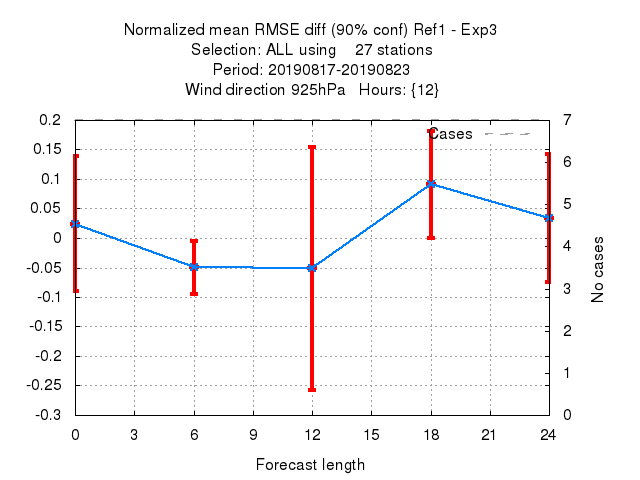 Normalized mean RMSE diff (90% conf) Ref1 - Exp3
Selection: ALL using 27 stations
Period: 20190817-20190823
Wind direction 925hPa Hours: {12}
Cases
0.2
0.15
0.1
0.05
0
-0.05
-0.1
-0.15
-0.2
-0.25
-0.3
7
6
5
4
3
2
1
0
No cases
0 3 6 9 12 15 18 21 24
Forecast length